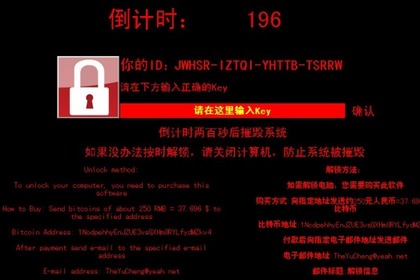 倒计时： 196
你的ID：JWHSR-IZTQI-YHTTB-TSRRW
请在下方输入正确的Key
请在这里输入Key 确认
倒计时两百秒后摧毁系统
如果没办法按时解锁，请关闭计算机，防止系统被摧毁
Unlock method:
To unlock your computer, you need to purchase this
software
How to Buy: Send bitcoins of about 250 RMB = 37.696 $ to
the specified address
Bitcoin Address:
After payment send e-mail to the specified e-mail
address
E-mail address: TheYuCheng@yeah.net
解锁方法:
如需解锁电脑，您需要购买此软件
购买方式 向指定地址发送约250元人民币=37.696
比特币
比特币地址:
付款后向指定电子邮件地址发送邮件
电子邮件地址: TheYuCheng@yeah.net
邮件标题:解锁信息